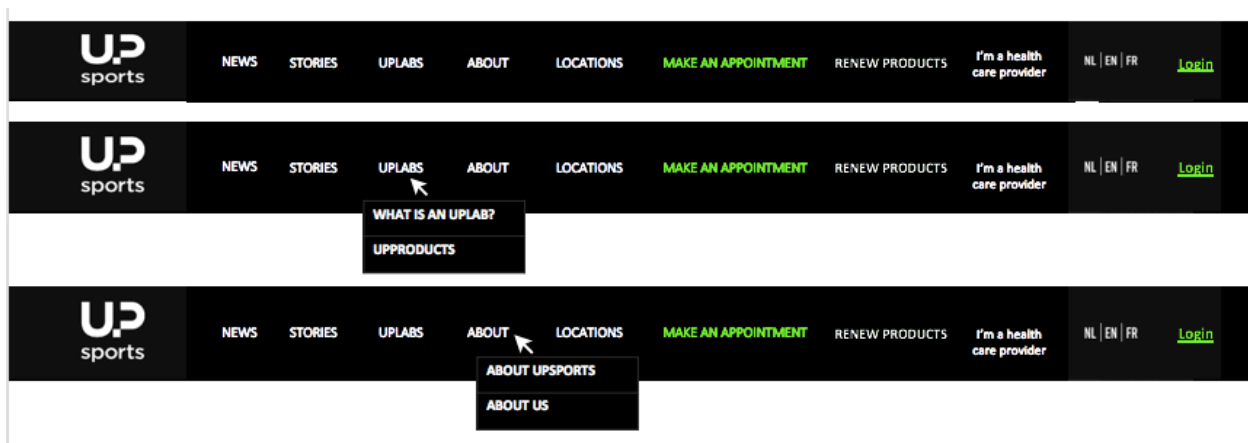 U.P
sports
NEWS STORIES UPLABS ABOUT LOCATIONS MAKE AN APPOINTMENT RENEW PRODUCTS I'm a health care provider NL | EN | FR Login
U.P
sports
NEWS STORIES UPLABS ABOUT LOCATIONS MAKE AN APPOINTMENT RENEW PRODUCTS I'm a health care provider NL | EN | FR Login
WHAT IS AN UPLAB?
UPPRODUCTS
U.P
sports
NEWS STORIES UPLABS ABOUT LOCATIONS MAKE AN APPOINTMENT RENEW PRODUCTS I'm a health care provider NL | EN | FR Login
ABOUT UPSPORTS
ABOUT US